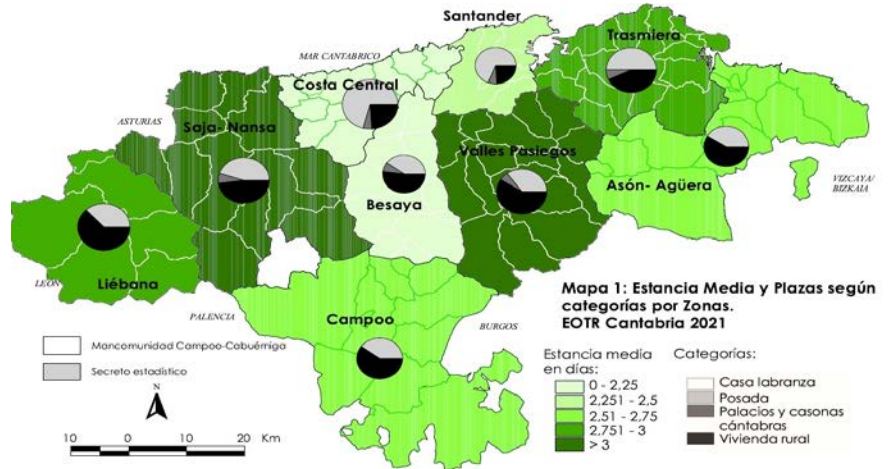 Santander
Trasmiera
MAR CANTABRICO
Costa Central
ASTURIAS
Saja- Nansa
Valles Pasiegos
VIZCAYA/
BIZKAIA
Asón- Agüera
Besaya
Liébana
LEON
PALENCIA
Campoo
BURGOS
Mapa 1: Estancia Media y Plazas según
categorías por Zonas.
EOTR Cantabria 2021
Mancomunidad Campoo-Cabuérniga
Secreto estadístico
N
10 0 10 20 Km
Estancia media
en días:
0 - 2,25
2,251 - 2,5
2,51 - 2,75
2,751 - 3
> 3
Categorías:
Casa labranza
Posada
Palacios y casonas
cántabras
Vivienda rural